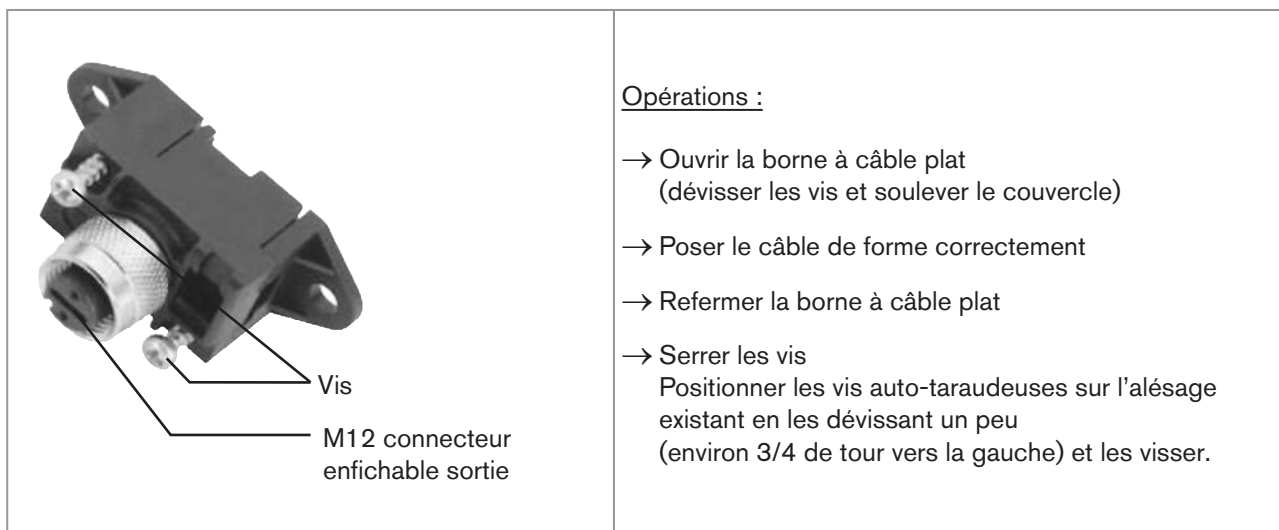 Vis
M12 connecteur
enfichable sortie
Opérations :
→ Ouvrir la borne à câble plat
(dévisser les vis et soulever le couvercle)
→ Poser le câble de forme correctement
→ Refermer la borne à câble plat
→ Serrer les vis
Positionner les vis auto-taraudeuses sur l’alésage
existant en les dévissant un peu
(environ 3/4 de tour vers la gauche) et les visser.